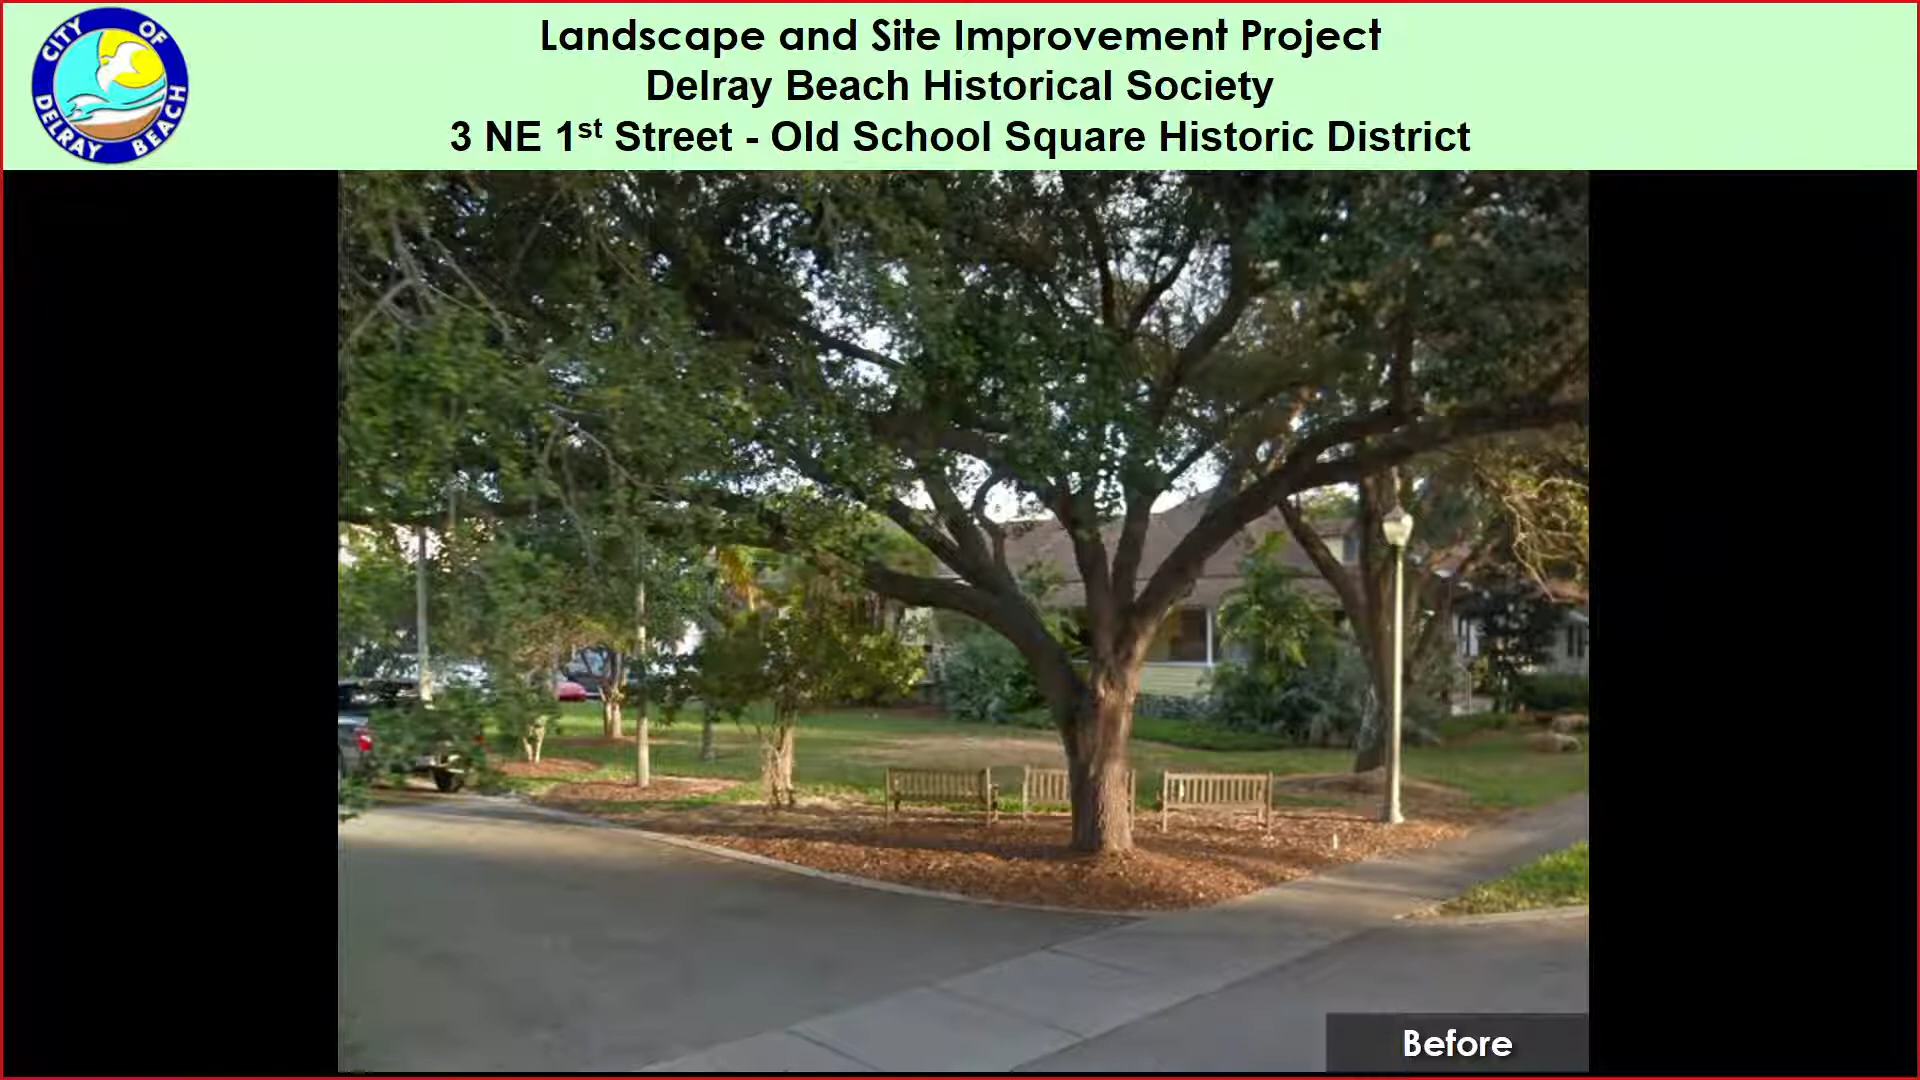 CITY OF
DELRAY BEACH
Landscape and Site Improvement Project
Delray Beach Historical Society
3 NE 1st Street - Old School Square Historic District
Before